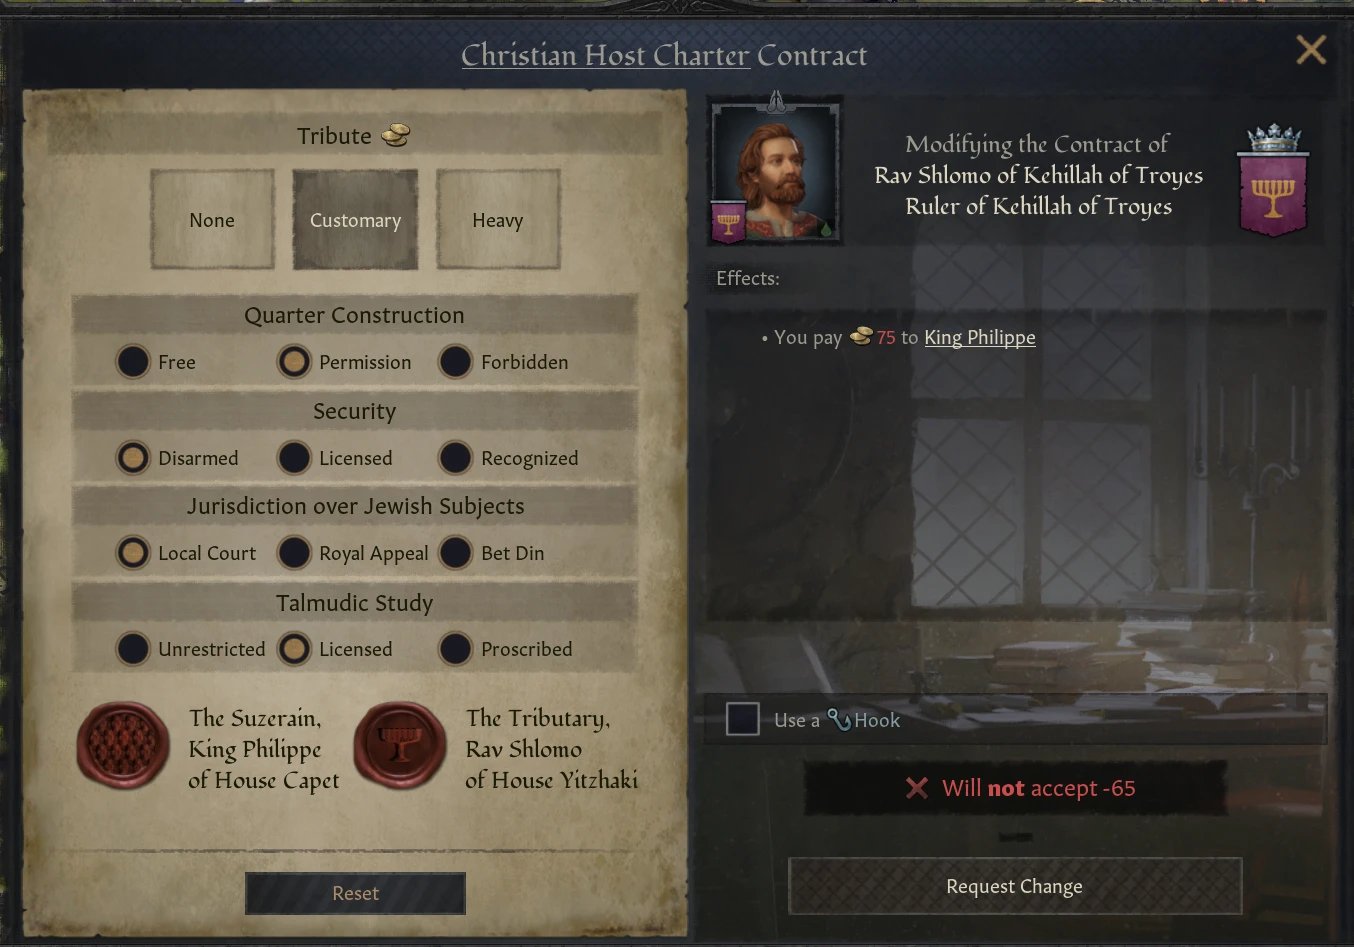 Christian Host Charter Contract
Tribute
None
Customary
Heavy
Quarter Construction
Free
Permission
Forbidden
Security
Disarmed
Licensed
Recognized
Jurisdiction over Jewish Subjects
Local Court
Royal Appeal
Bet Din
Talmudic Study
Unrestricted
Licensed
Proscribed
The Suzerain,
King Philippe
of House Capet
The Tributary,
Rav Shlomo
of House Yitzhaki
Reset
Modifying the Contract of
Rav Shlomo of Kehillah of Troyes
Ruler of Kehillah of Troyes
Effects:
• You pay 75 to King Philippe
Use a Hook
Will not accept -65
Request Change